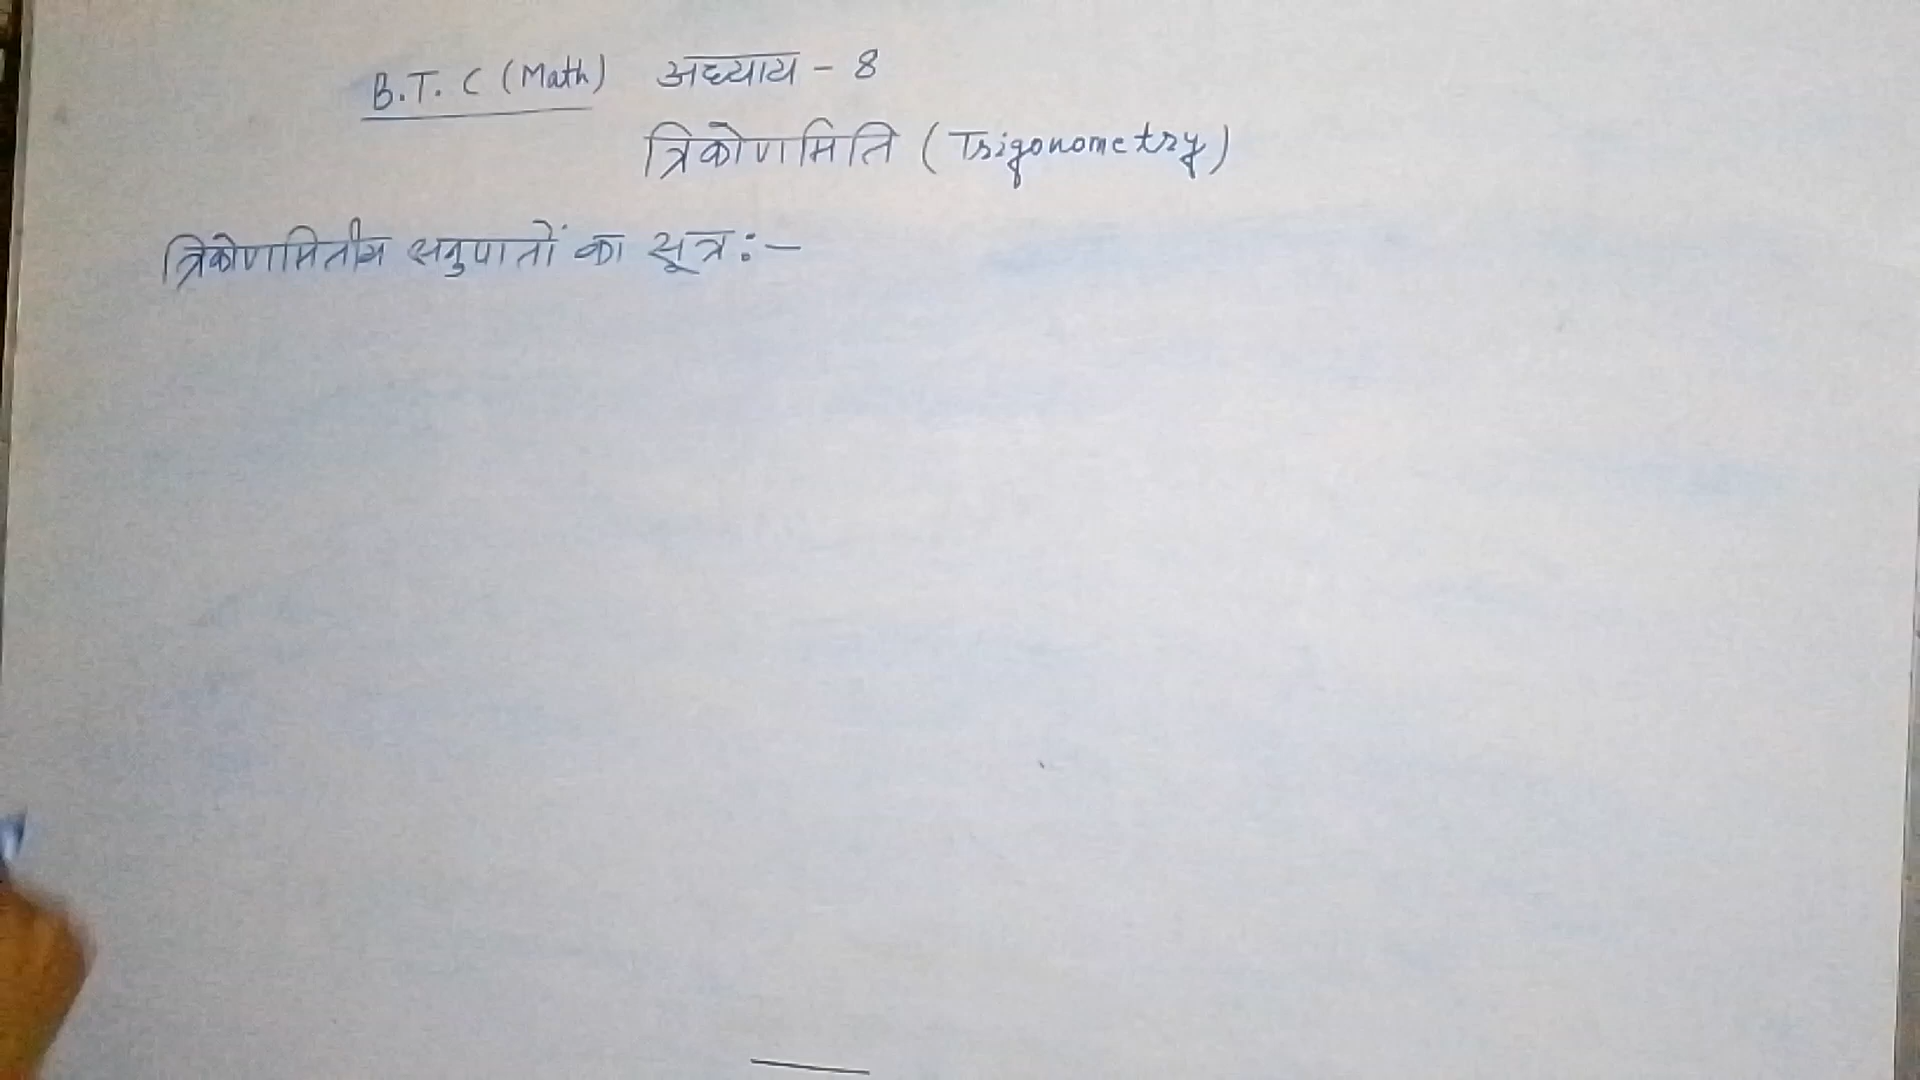 B.T. C (Math) अध्याय - 8
त्रिकोणमिति (Trigonometry)
त्रिकोणमितीय अनुपातों का सूत्र :-